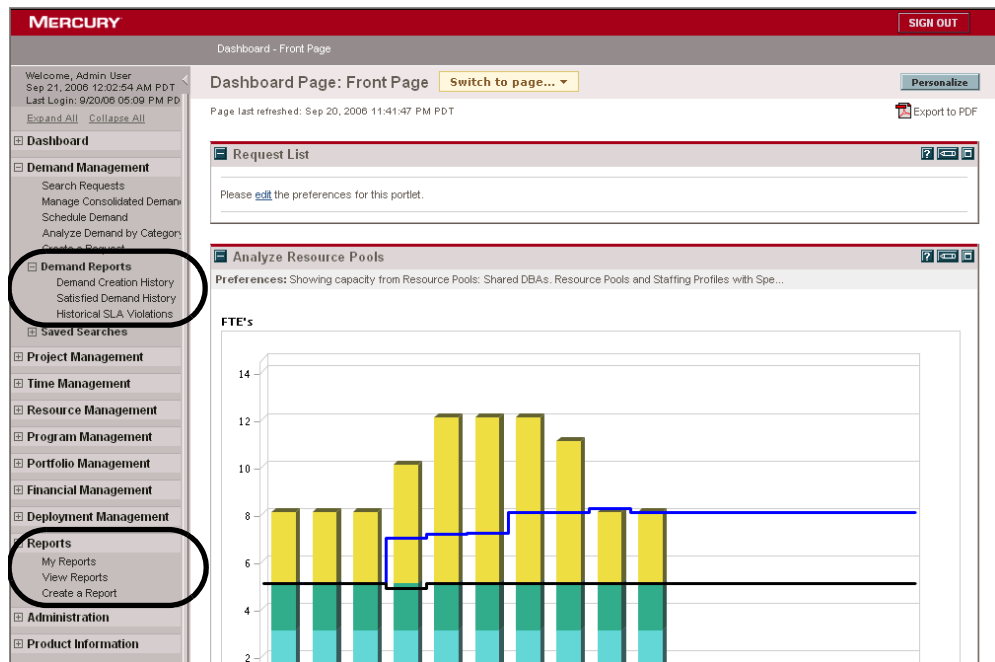 MERCURY
SIGN OUT
Dashboard - Front Page
Welcome, Admin User
Sep 21, 2006 12:02:54 AM PDT
Last Login: 9/20/06 05:09 PM PD
Expand All Collapse All
Dashboard
Demand Management
Search Requests
Manage Consolidated Deman
Schedule Demand
Analyze Demand by Category
Create a Request
Demand Reports
Demand Creation History
Satisfied Demand History
Historical SLA Violations
Saved Searches
Project Management
Time Management
Resource Management
Program Management
Portfolio Management
Financial Management
Deployment Management
Reports
My Reports
View Reports
Create a Report
Administration
Product Information
Dashboard Page: Front Page Switch to page...
Personalize
Page last refreshed: Sep 20, 2006 11:41:47 PM PDT
Export to PDF
Request List
?
Please edit the preferences for this portlet.
Analyze Resource Pools
?
Preferences: Showing capacity from Resource Pools: Shared DBAs. Resource Pools and Staffing Profiles with Spe...
FTE's
14
12
10
8
6
4
2